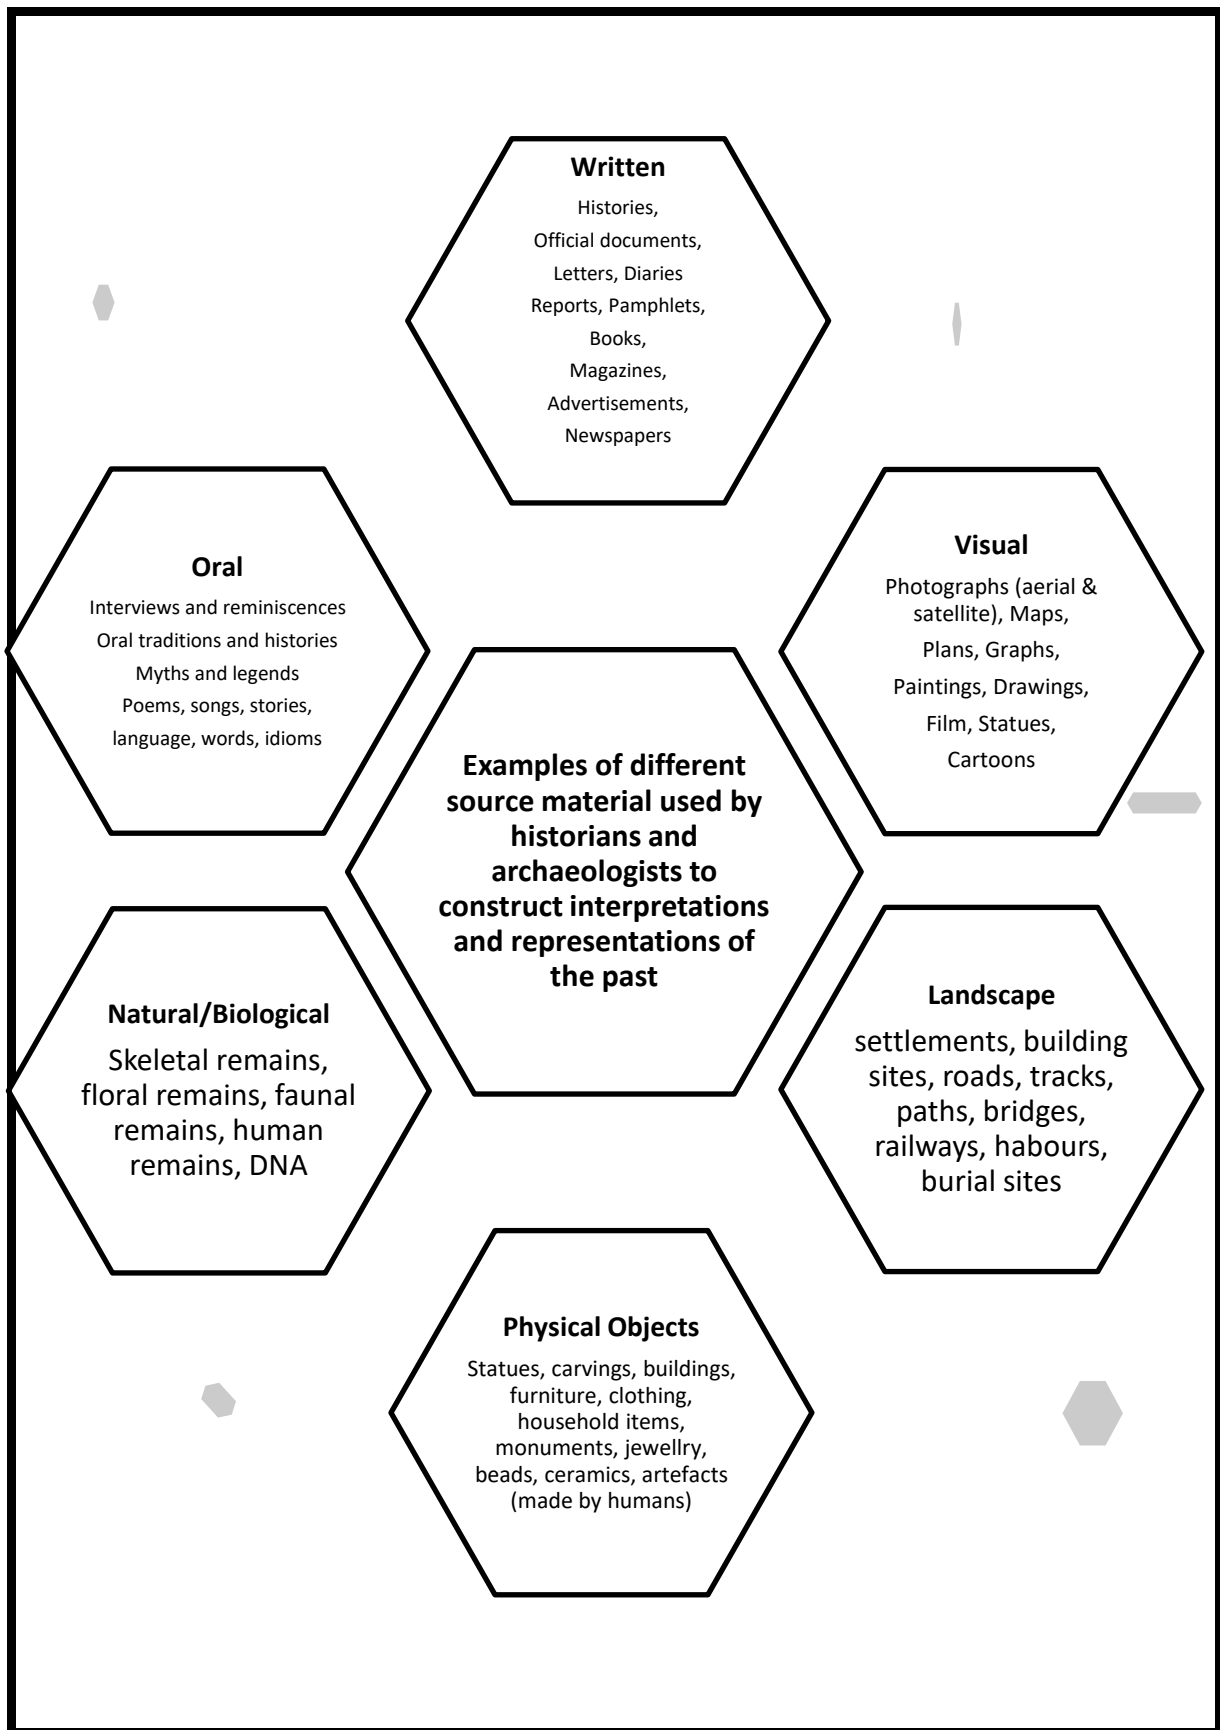 Written
Histories,
Official documents,
Letters, Diaries
Reports, Pamphlets,
Books,
Magazines,
Advertisements,
Newspapers
Oral
Interviews and reminiscences
Oral traditions and histories
Myths and legends
Poems, songs, stories,
language, words, idioms
Visual
Photographs (aerial &
satellite), Maps,
Plans, Graphs,
Paintings, Drawings,
Film, Statues,
Cartoons
Examples of different
source material used by
historians and
archaeologists to
construct interpretations
and representations of
the past
Natural/Biological
Skeletal remains,
floral remains, faunal
remains, human
remains, DNA
Landscape
settlements, building
sites, roads, tracks,
paths, bridges,
railways, habours,
burial sites
Physical Objects
Statues, carvings, buildings,
furniture, clothing,
household items,
monuments, jewellry,
beads, ceramics, artefacts
(made by humans)